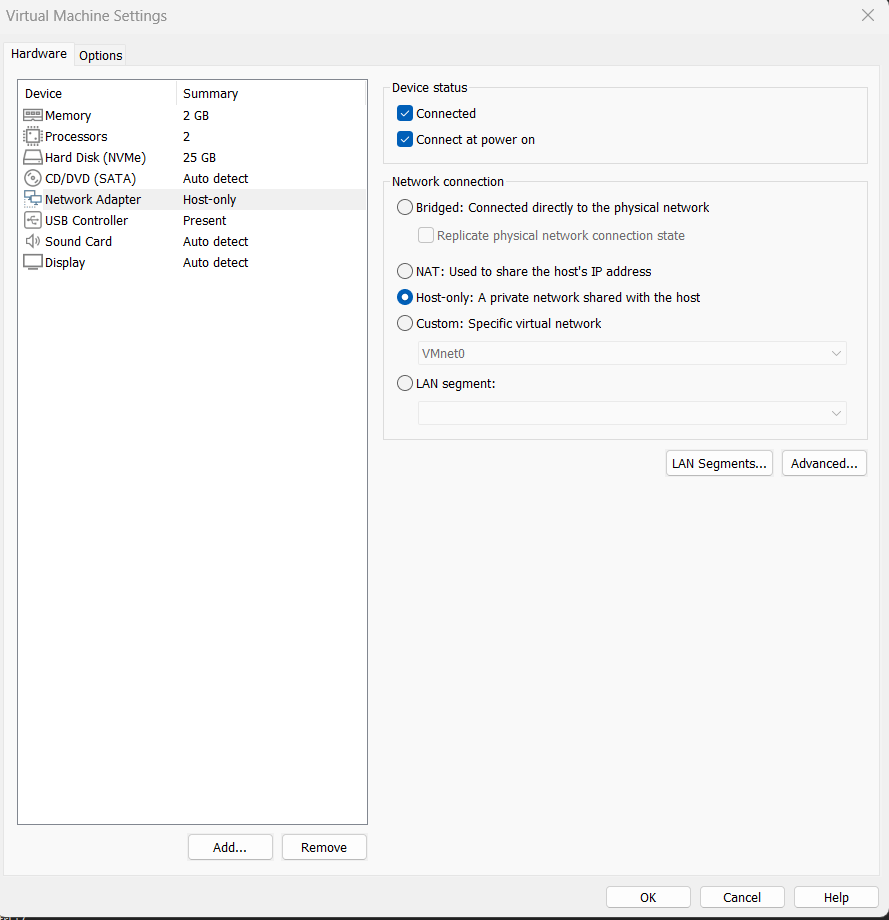 Virtual Machine Settings
Hardware
Options
Device Summary
Memory 2 GB
Processors 2
Hard Disk (NVMe) 25 GB
CD/DVD (SATA) Auto detect
Network Adapter Host-only
USB Controller Present
Sound Card Auto detect
Display Auto detect
Add...
Remove
Device status
Connected
Connect at power on
Network connection
Bridged: Connected directly to the physical network
Replicate physical network connection state
NAT: Used to share the host's IP address
Host-only: A private network shared with the host
Custom: Specific virtual network
VMnet0
LAN segment:
LAN Segments...
Advanced...
OK
Cancel
Help